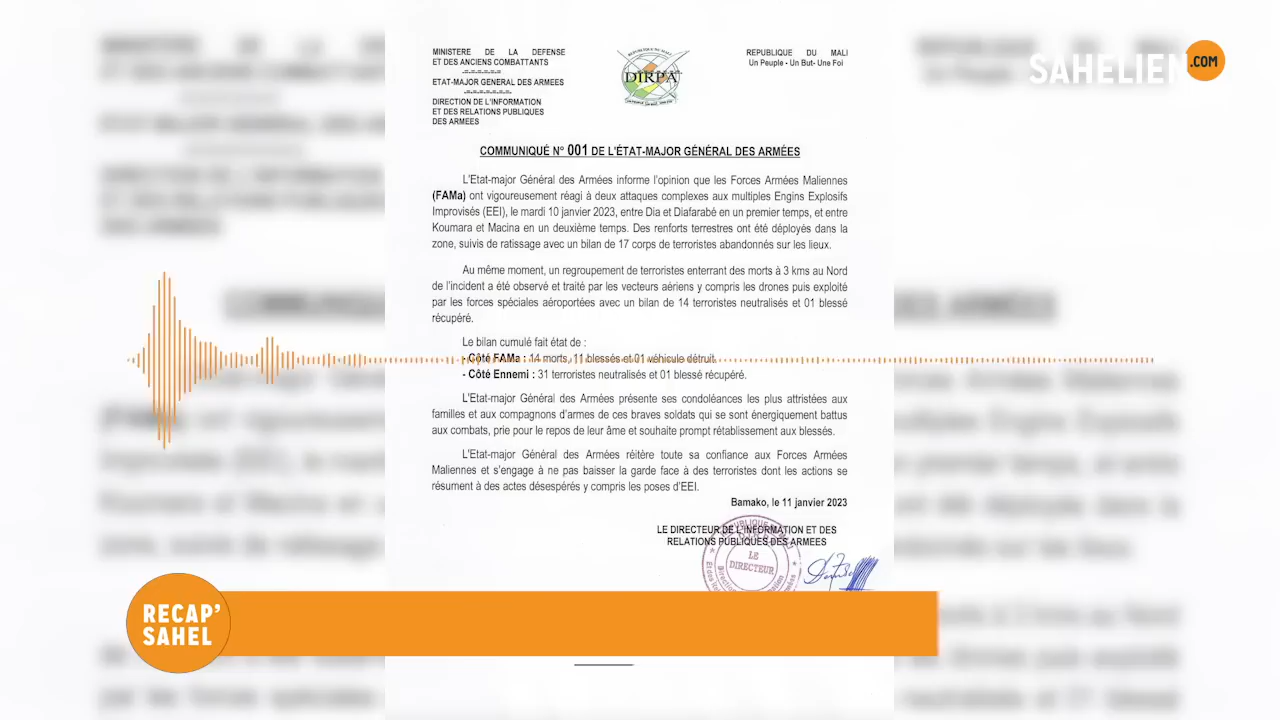 MINISTERE DE LA DEFENSE
ET DES ANCIENS COMBATTANTS
ETAT-MAJOR GENERAL DES ARMEES
DIRECTION DE L'INFORMATION
ET DES RELATIONS PUBLIQUES
DES ARMEES
DIRPA
REPUBLIQUE DU MALI
Un Peuple - Un But- Une Foi
SAHELIEN.COM
COMMUNIQUÉ N° 001 DE L'ÉTAT-MAJOR GÉNÉRAL DES ARMÉES
L'Etat-major Général des Armées informe l'opinion que les Forces Armées Maliennes
(FAMa) ont vigoureusement réagi à deux attaques complexes aux multiples Engins Explosifs
Improvisés (EEI), le mardi 10 janvier 2023, entre Dia et Diafarabé en un premier temps, et entre
Koumara et Macina en un deuxième temps. Des renforts terrestres ont été déployés dans la
zone, suivis de ratissage avec un bilan de 17 corps de terroristes abandonnés sur les lieux.
Au même moment, un regroupement de terroristes enterrant des morts à 3 kms au Nord
de l'incident a été observé et traité par les vecteurs aériens y compris les drones puis exploité
par les forces spéciales aéroportées avec un bilan de 14 terroristes neutralisés et 01 blessé
récupéré.
Le bilan cumulé fait état de :
- Côté FAMa : 14 morts, 11 blessés et 01 véhicule détruit.
- Côté Ennemi : 31 terroristes neutralisés et 01 blessé récupéré.
L'Etat-major Général des Armées présente ses condoléances les plus attristées aux
familles et aux compagnons d'armes de ces braves soldats qui se sont énergiquement battus
aux combats, prie pour le repos de leur âme et souhaite prompt rétablissement aux blessés.
L'Etat-major Général des Armées réitère toute sa confiance aux Forces Armées
Maliennes et s'engage à ne pas baisser la garde face à des terroristes dont les actions se
résument à des actes désespérés y compris les poses d'EEI.
Bamako, le 11 janvier 2023
LE DIRECTEUR DE L'INFORMATION ET DES
RELATIONS PUBLIQUES DES ARMEES
LE
DIRECTEUR
RECAP'
SAHEL